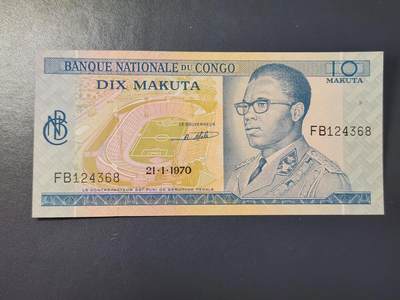 BANQUE NATIONALE DU CONGO
10
DIX MAKUTA
MAKUTA
BNC
LE GOUVERNEUR
FB124368
21-1-1970
FB124368
LE CONTREFACTEUR EST PUNI DE SERVITUDE PENALE